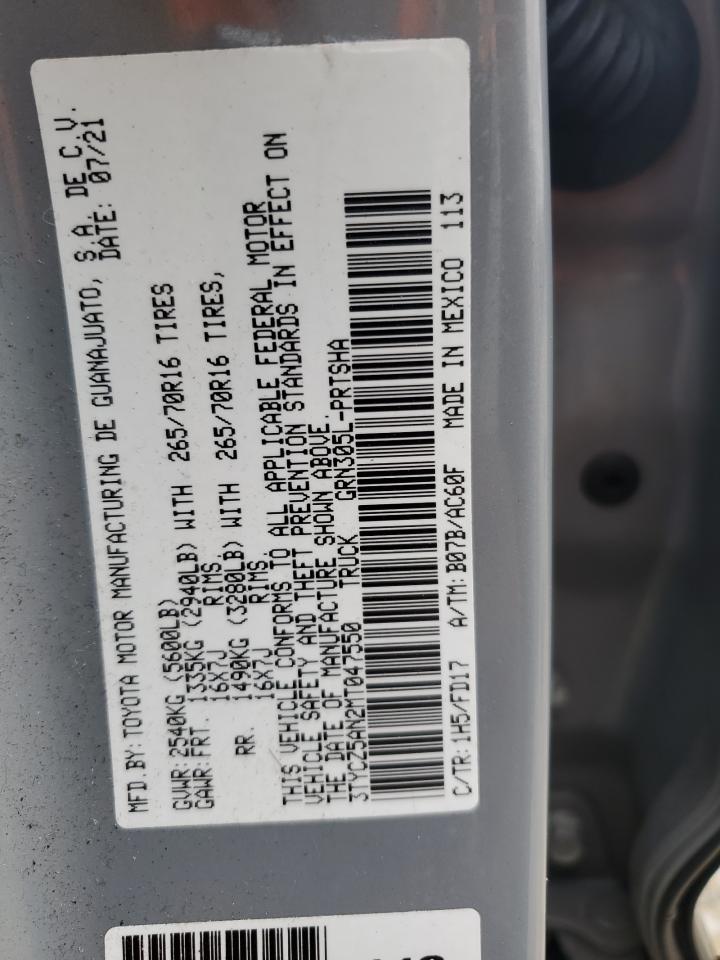 MFD.BY: TOYOTA MOTOR MANUFACTURING DE GUANAJUATO, S.A. DE C.V.
DATE: 07/21
GVWR: 2540KG (5600LB)
GAWR: FRT. 1335KG (2940LB) WITH 265/70R16 TIRES
16X7J RIMS
RR. 1490KG (3280LB) WITH 265/70R16 TIRES,
16X7J RIMS
THIS VEHICLE CONFORMS TO ALL APPLICABLE FEDERAL MOTOR
VEHICLE SAFETY AND THEFT PREVENTION STANDARDS IN EFFECT ON
THE DATE OF MANUFACTURE SHOWN ABOVE.
3TYCZ5AN2MT047550 TRUCK GRN305L-PRTSHA
C/TR: 1H5/FD17 A/TM: B07B/AC60F MADE IN MEXICO 113